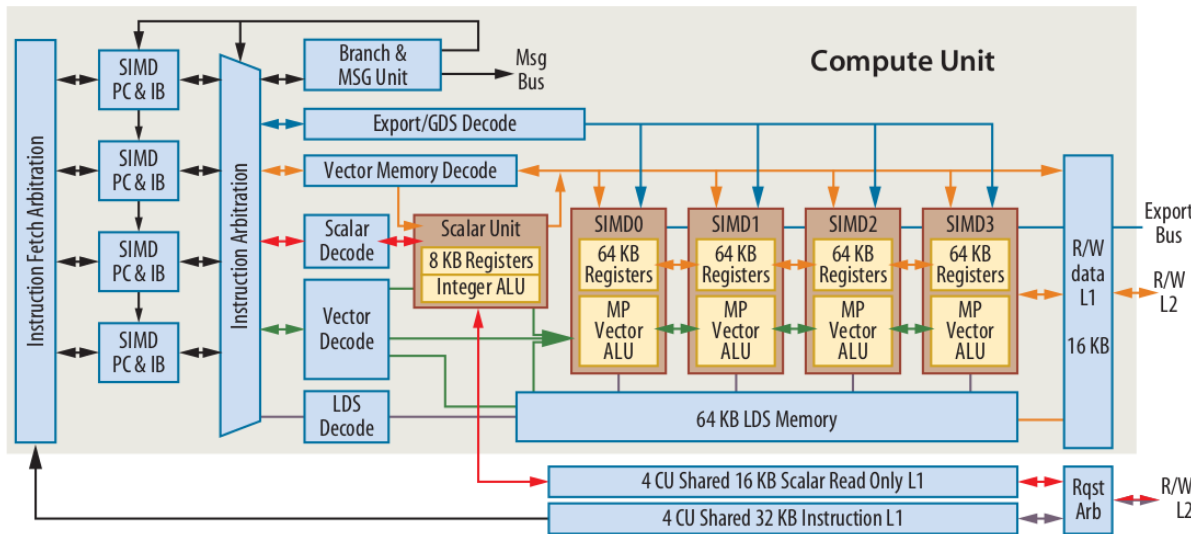 Compute Unit
Instruction Fetch Arbitration
SIMD
PC & IB
SIMD
PC & IB
SIMD
PC & IB
SIMD
PC & IB
Instruction Arbitration
Branch &
MSG Unit
Msg
Bus
Export/GDS Decode
Vector Memory Decode
Scalar
Decode
Scalar Unit
8 KB Registers
Integer ALU
Vector
Decode
LDS
Decode
SIMD0
64 KB
Registers
MP
Vector
ALU
SIMD1
64 KB
Registers
MP
Vector
ALU
SIMD2
64 KB
Registers
MP
Vector
ALU
SIMD3
64 KB
Registers
MP
Vector
ALU
64 KB LDS Memory
R/W
data
L1
16 KB
Export
Bus
R/W
L2
4 CU Shared 16 KB Scalar Read Only L1
4 CU Shared 32 KB Instruction L1
Rqst
Arb
R/W
L2